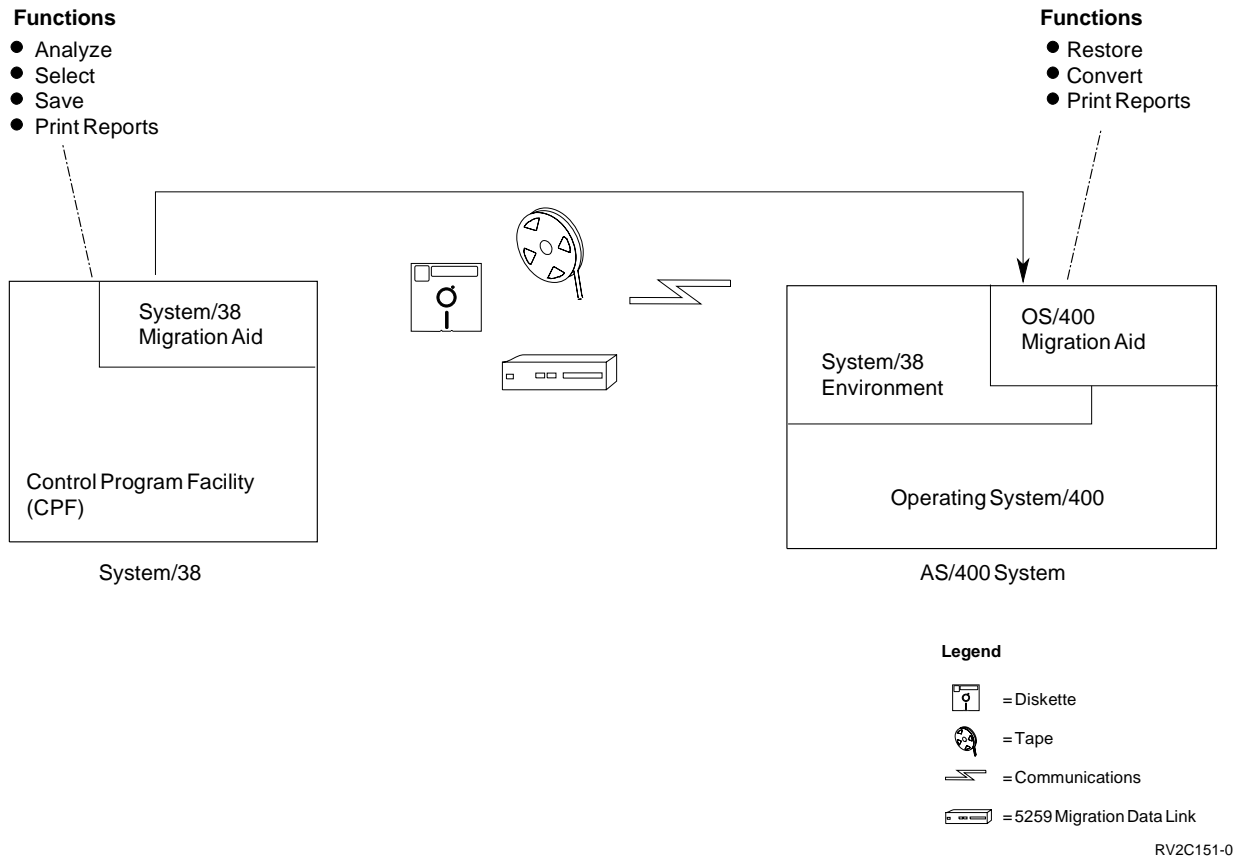 Functions
Analyze
Select
Save
Print Reports
Functions
Restore
Convert
Print Reports
System/38
Migration Aid
Control Program Facility
(CPF)
System/38
OS/400
Migration Aid
System/38
Environment
Operating System/400
AS/400 System
Legend
= Diskette
= Tape
= Communications
= 5259 Migration Data Link
RV2C151-0